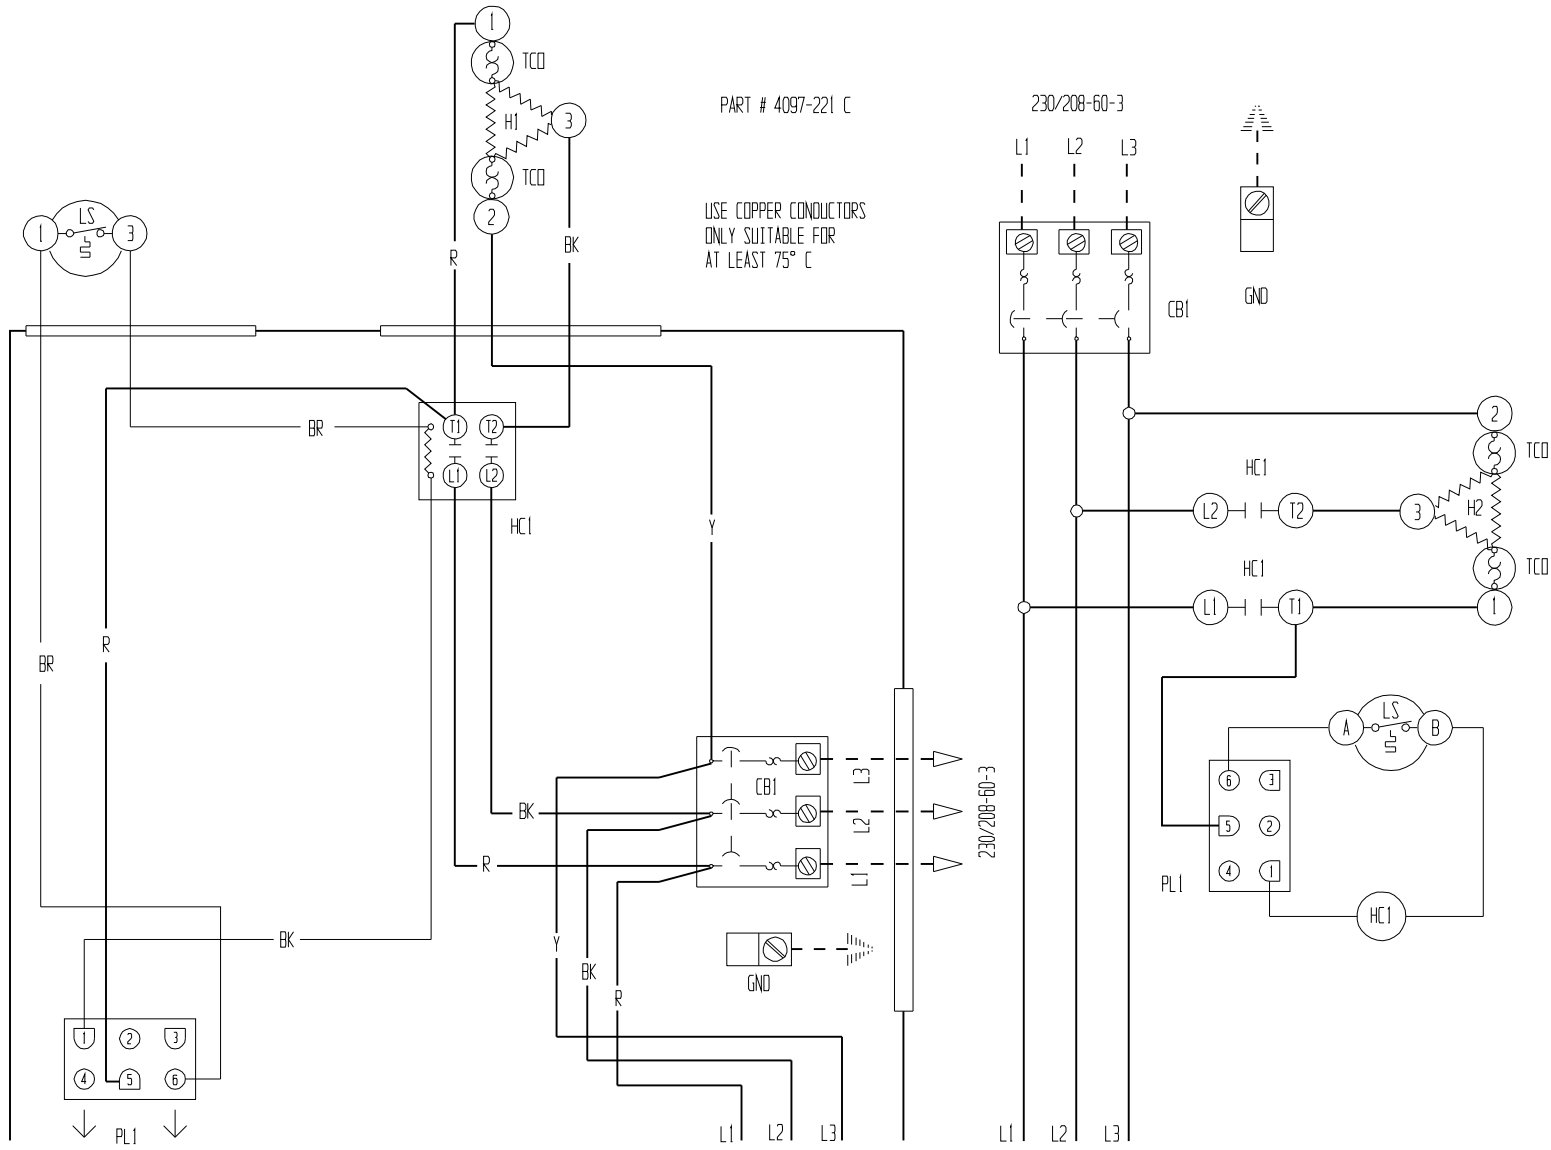 1
TCO
H1
3
TCO
2
R
BK
PART # 4097-221 C
USE COPPER CONDUCTORS
ONLY SUITABLE FOR
AT LEAST 75° C
1
LS
3
BR
T1
T2
L1
L2
HC1
Y
R
BR
BK
R
BK
CB1
L3
L2
L1
230/208-60-3
GND
Y
BK
R
1
2
3
4
5
6
PL1
L1
L2
L3
230/208-60-3
L1
L2
L3
CB1
GND
2
TCO
HC1
L2
T2
3
H2
HC1
TCO
L1
T1
1
A
LS
B
6
3
5
2
4
1
PL1
HC1
L1
L2
L3